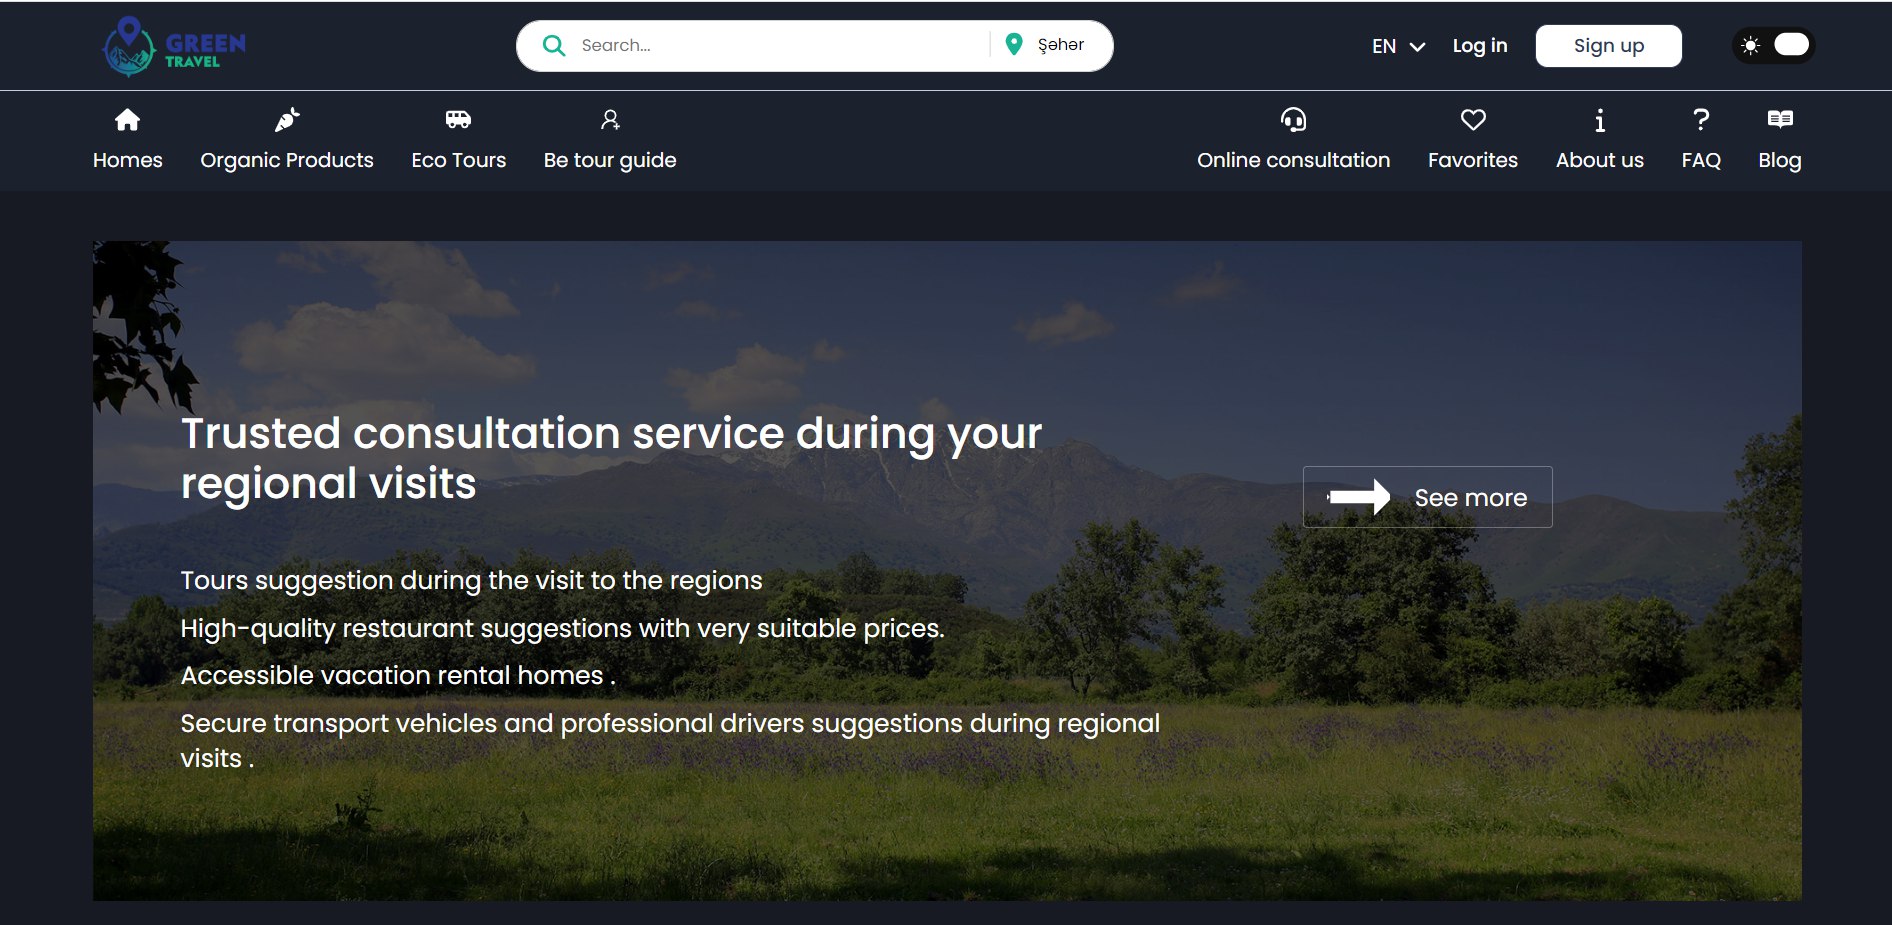 GREEN
TRAVEL
Search...
Şəhər
EN
Log in
Sign up
Homes
Organic Products
Eco Tours
Be tour guide
Online consultation
Favorites
About us
FAQ
Blog
Trusted consultation service during your
regional visits
See more
Tours suggestion during the visit to the regions
High-quality restaurant suggestions with very suitable prices.
Accessible vacation rental homes .
Secure transport vehicles and professional drivers suggestions during regional
visits .